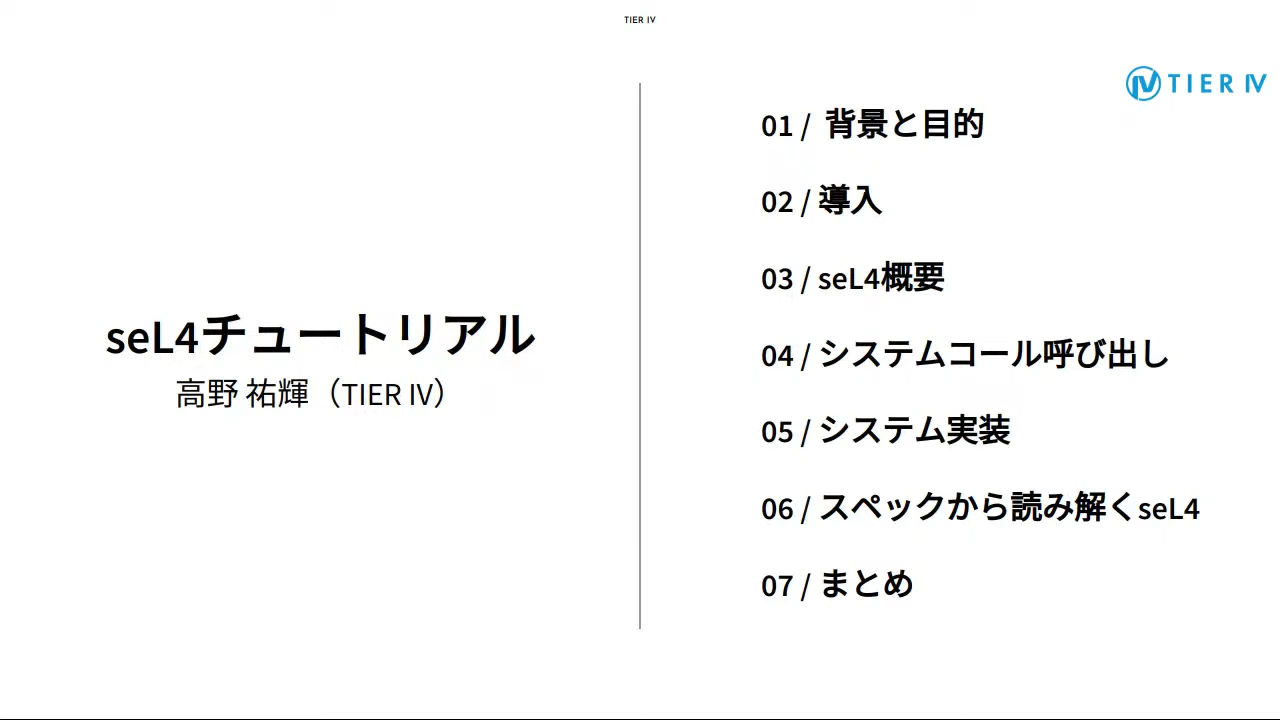 TIER IV
TIER IV
seL4チュートリアル
高野 祐輝（TIER IV）
01 / 背景と目的
02 / 導入
03 / seL4概要
04 / システムコール呼び出し
05 / システム実装
06 / スペックから読み解くseL4
07 / まとめ